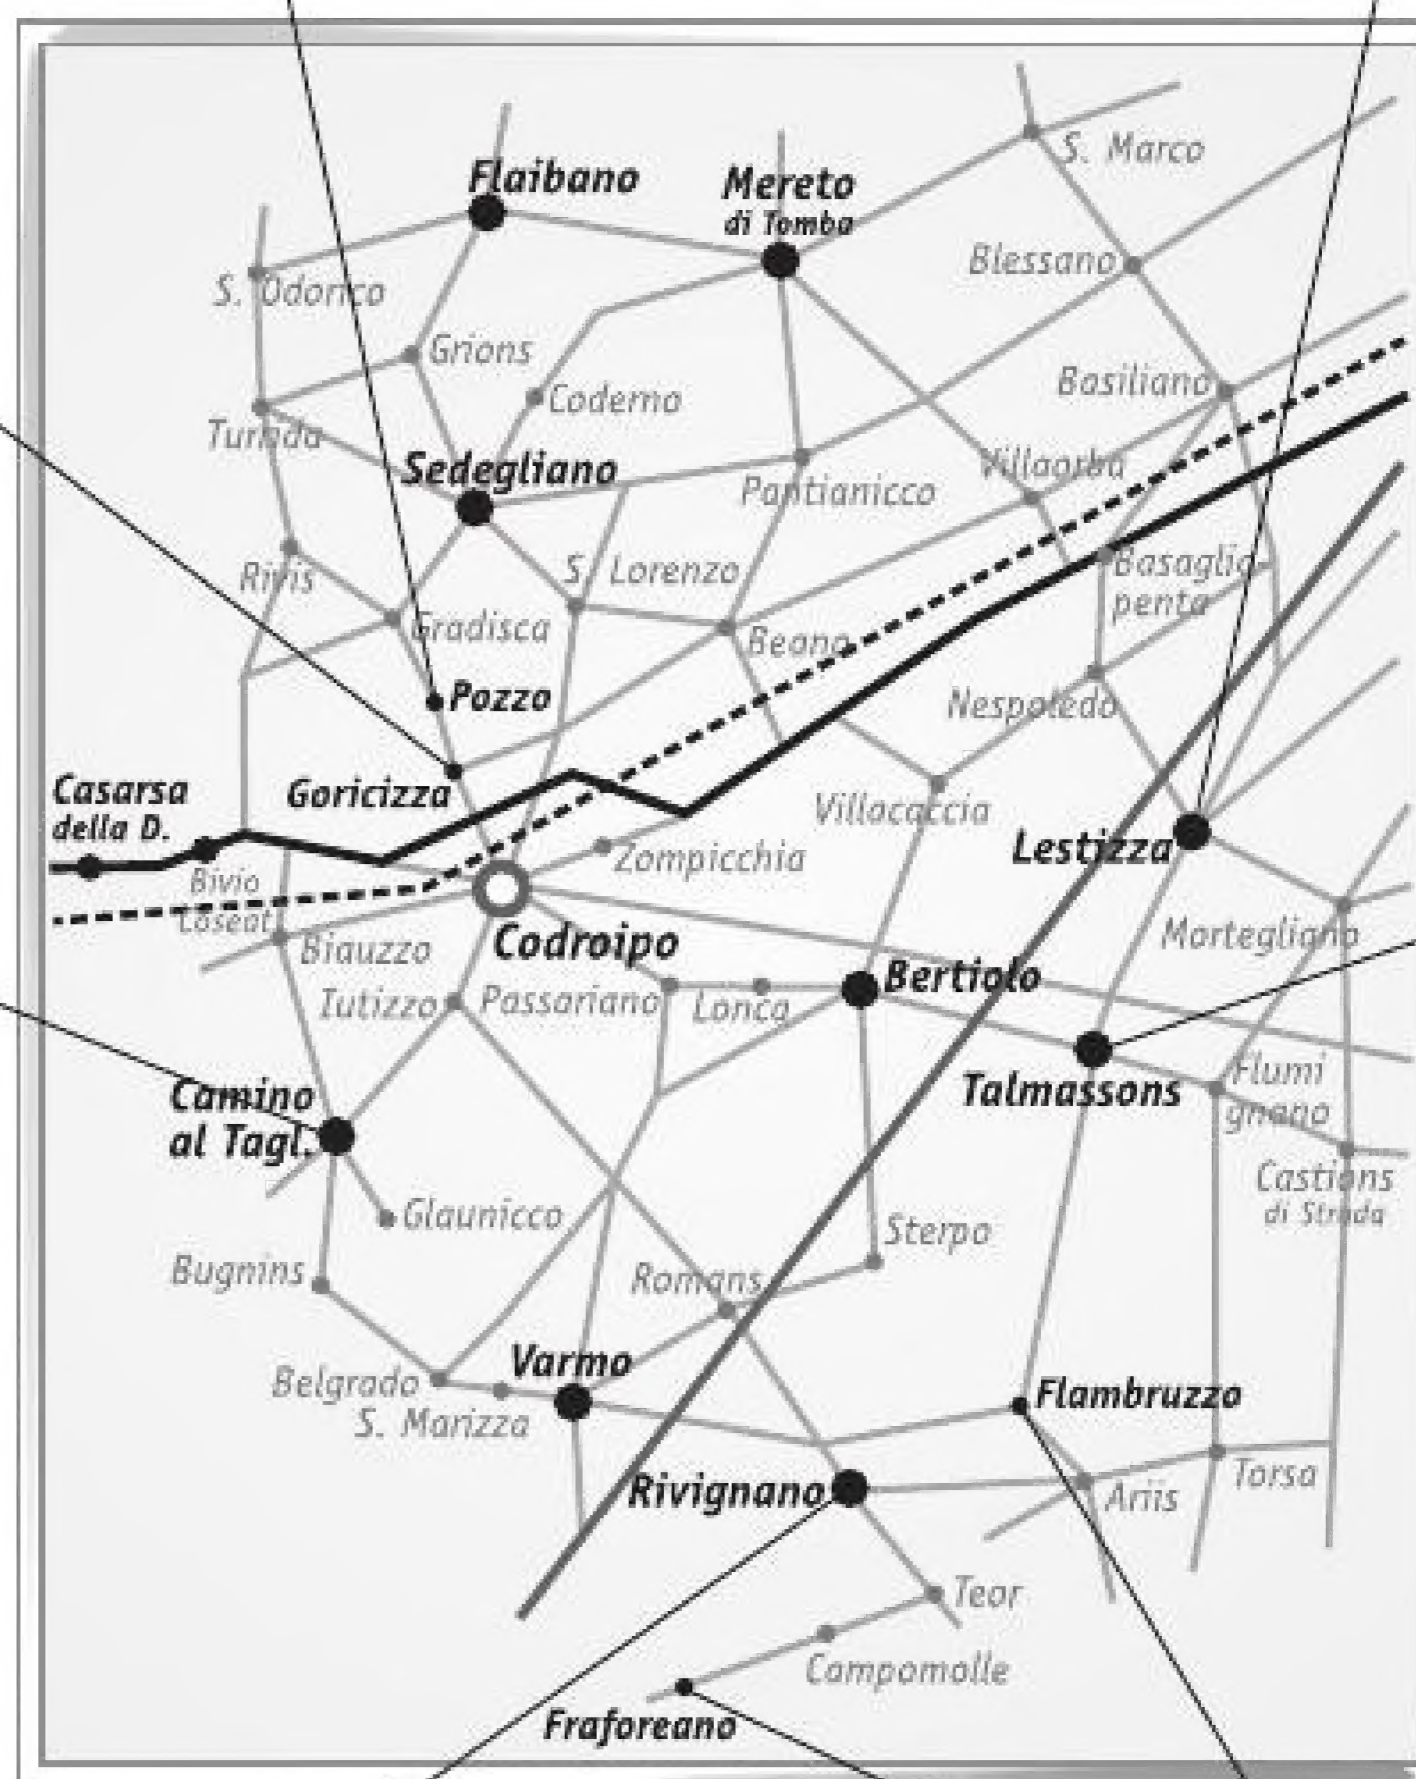 S. Marco
Flaibano
Mereto
di Tomba
Blessano
S. Odorico
Grions
Basiliano
Coderno
Turrida
Sedegliano
Villaorba
Pantianicco
Rivis
S. Lorenzo
Basaglia
penta
Gradisca
Beano
Pozzo
Nespoledo
Casarsa
della D.
Goricizza
Villacaccia
Lestizza
Zompicchia
Bivio
Coseat
Mortegliano
Biauzzo
Codroipo
Bertiolo
Iutizzo
Passariano
Lonca
Flumi
gnano
Talmassons
Camino
al Tagl.
Castions
di Strada
Glaunicco
Sterpo
Bugnins
Romans
Varmo
Belgrado
S. Marizza
Flambruzzo
Rivignano
Torsa
Ariis
Teor
Campomolle
Fraforeano